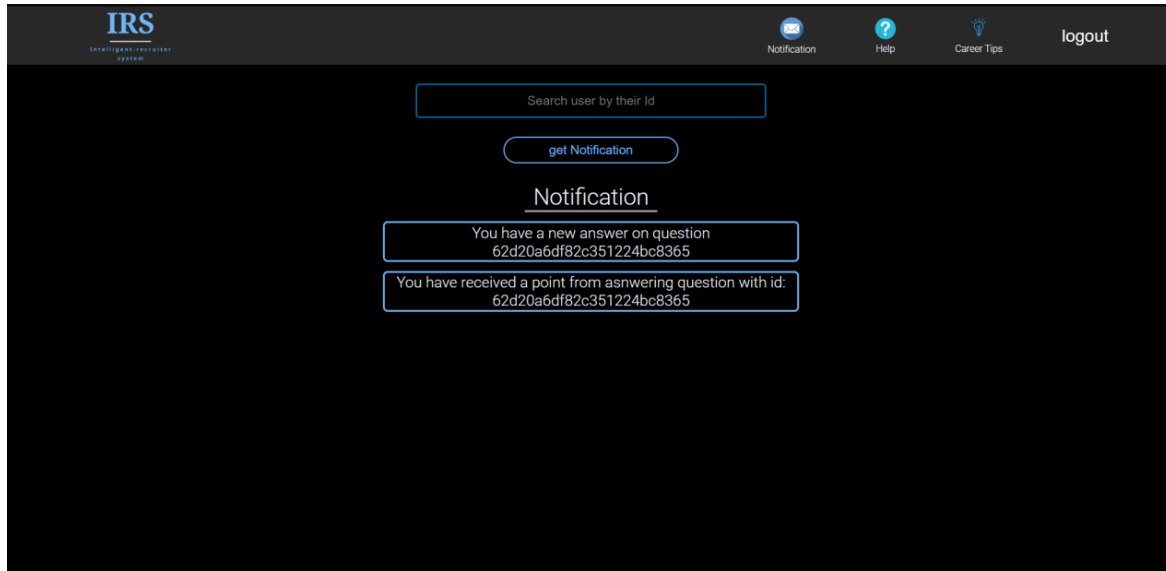 IRS
Intelligent-recruiter
system
Notification
Help
Career Tips
logout
Search user by their Id
get Notification
Notification
You have a new answer on question
62d20a6df82c351224bc8365
You have received a point from asnwering question with id:
62d20a6df82c351224bc8365